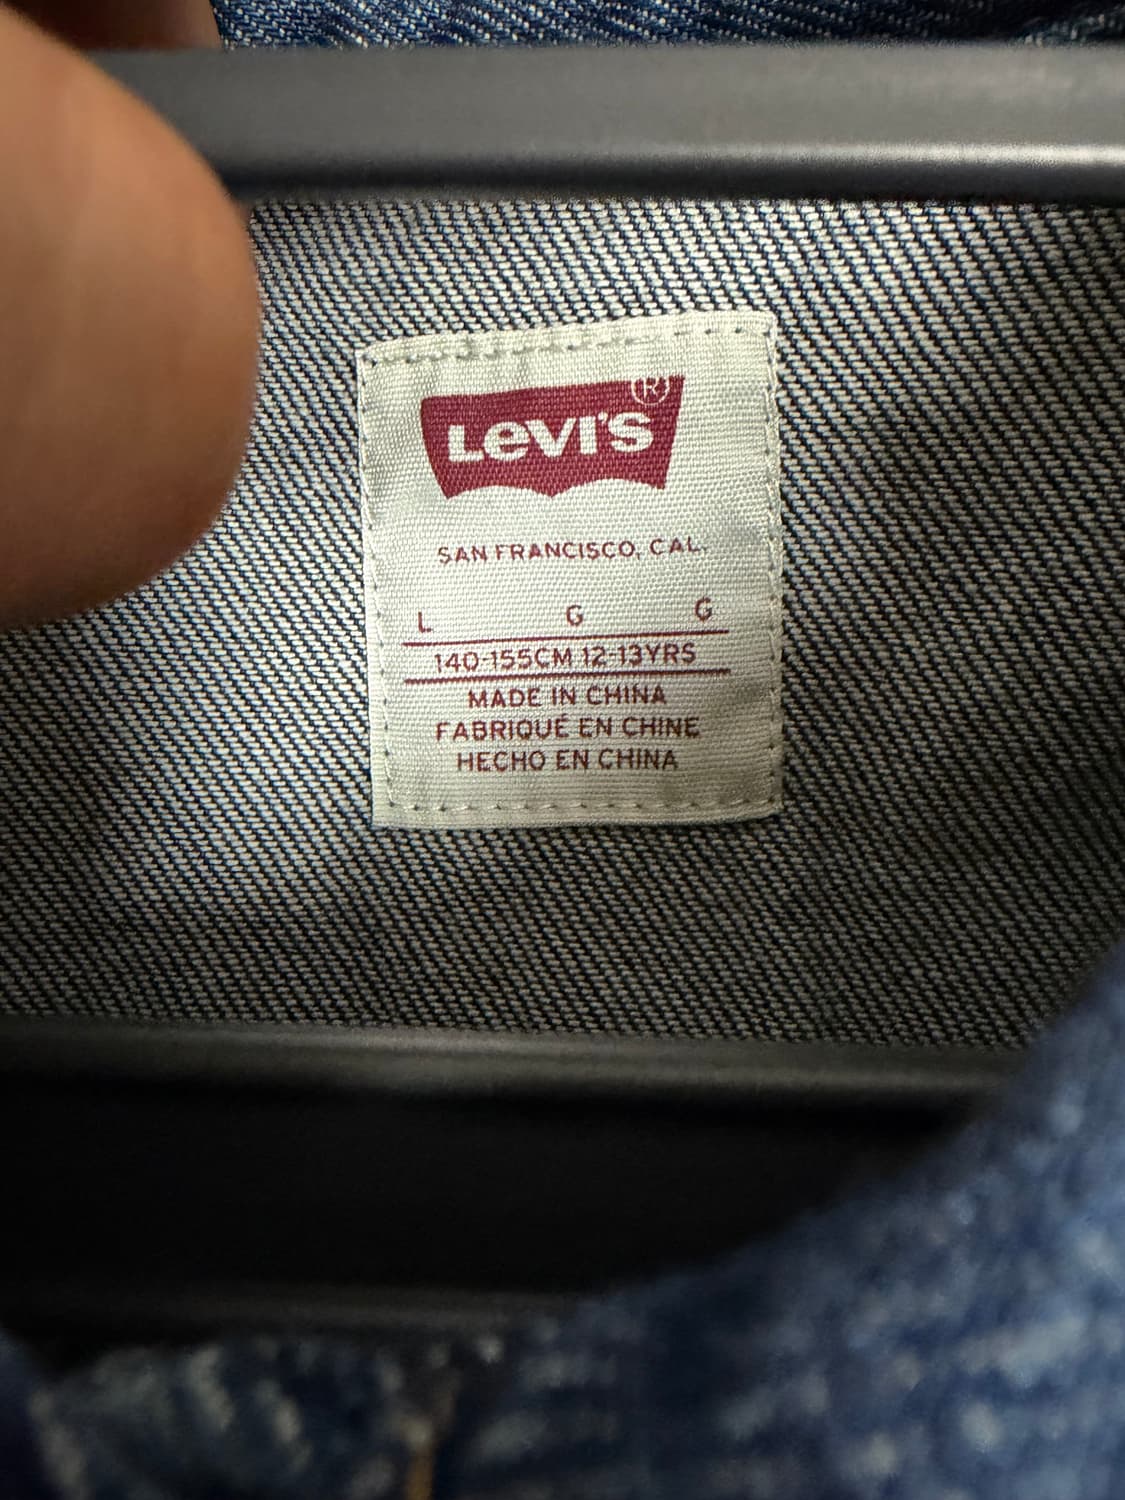 Levi's®
SAN FRANCISCO, CAL.
L G G
140-155CM 12-13YRS
MADE IN CHINA
FABRIQUÉ EN CHINE
HECHO EN CHINA